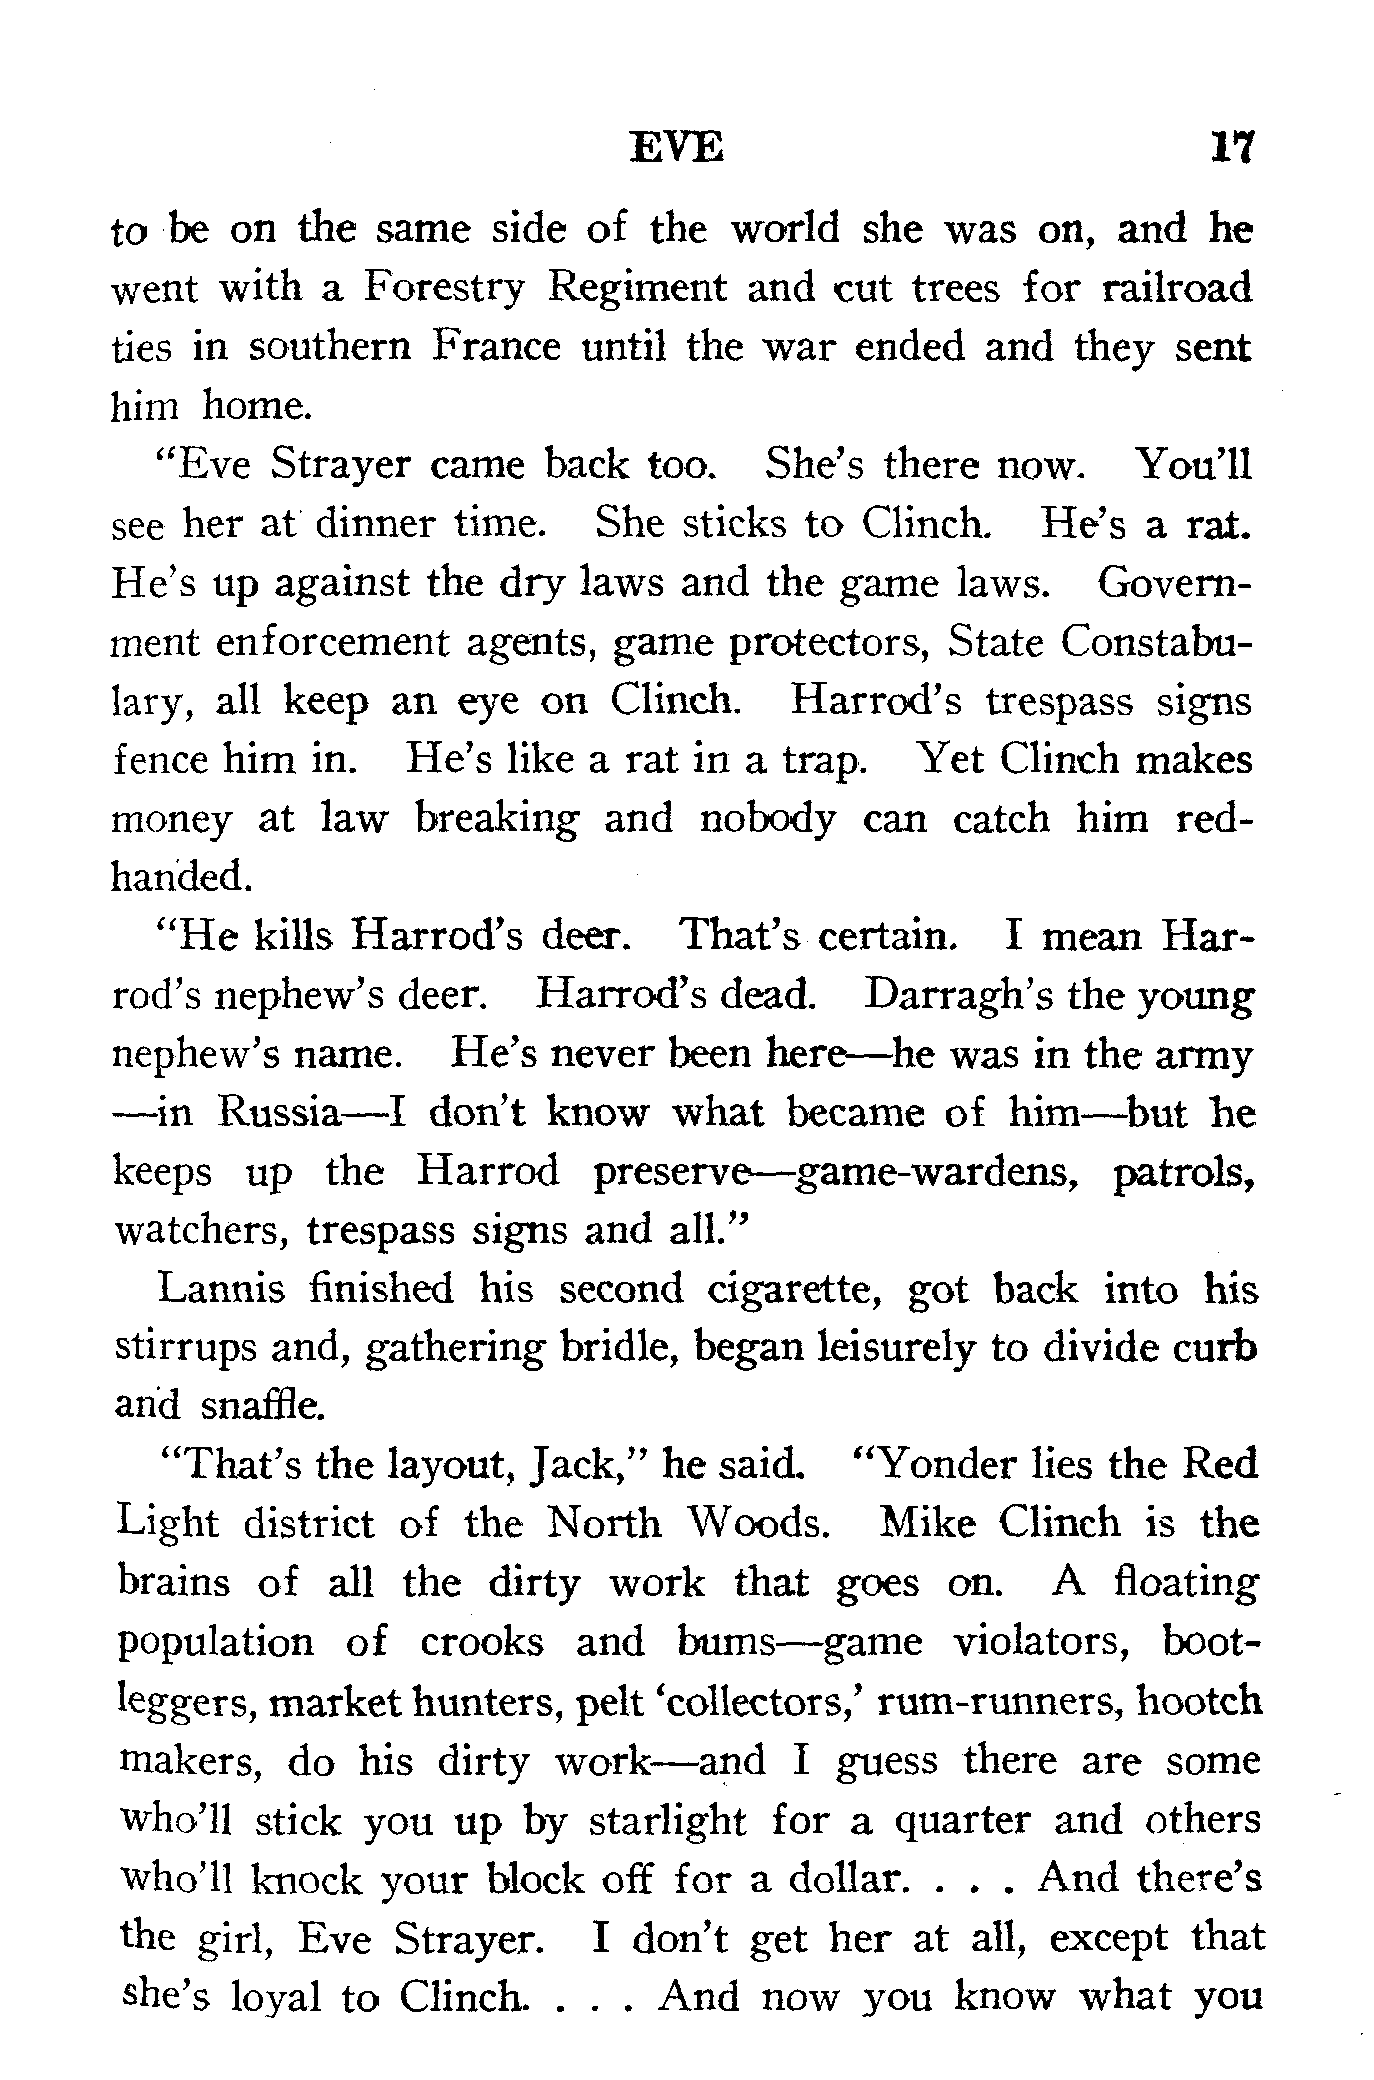 EVE 17
to be on the same side of the world she was on, and he
went with a Forestry Regiment and cut trees for railroad
ties in southern France until the war ended and they sent
him home.
“Eve Strayer came back too. She’s there now. You’ll
see her at dinner time. She sticks to Clinch. He’s a rat.
He’s up against the dry laws and the game laws. Govern-
ment enforcement agents, game protectors, State Constabu-
lary, all keep an eye on Clinch. Harrod’s trespass signs
fence him in. He’s like a rat in a trap. Yet Clinch makes
money at law breaking and nobody can catch him red-
handed.
“He kills Harrod’s deer. That’s certain. I mean Har-
rod’s nephew’s deer. Harrod’s dead. Darragh’s the young
nephew’s name. He’s never been here—he was in the army
—in Russia—I don’t know what became of him—but he
keeps up the Harrod preserve—game-wardens, patrols,
watchers, trespass signs and all.”
Lannis finished his second cigarette, got back into his
stirrups and, gathering bridle, began leisurely to divide curb
and snaffle.
“That’s the layout, Jack,” he said. “Yonder lies the Red
Light district of the North Woods. Mike Clinch is the
brains of all the dirty work that goes on. A floating
population of crooks and bums—game violators, boot-
leggers, market hunters, pelt ‘collectors,’ rum-runners, hootch
makers, do his dirty work—and I guess there are some
who’ll stick you up by starlight for a quarter and others
who’ll knock your block off for a dollar. . . . And there’s
the girl, Eve Strayer. I don’t get her at all, except that
she’s loyal to Clinch. . . . And now you know what you